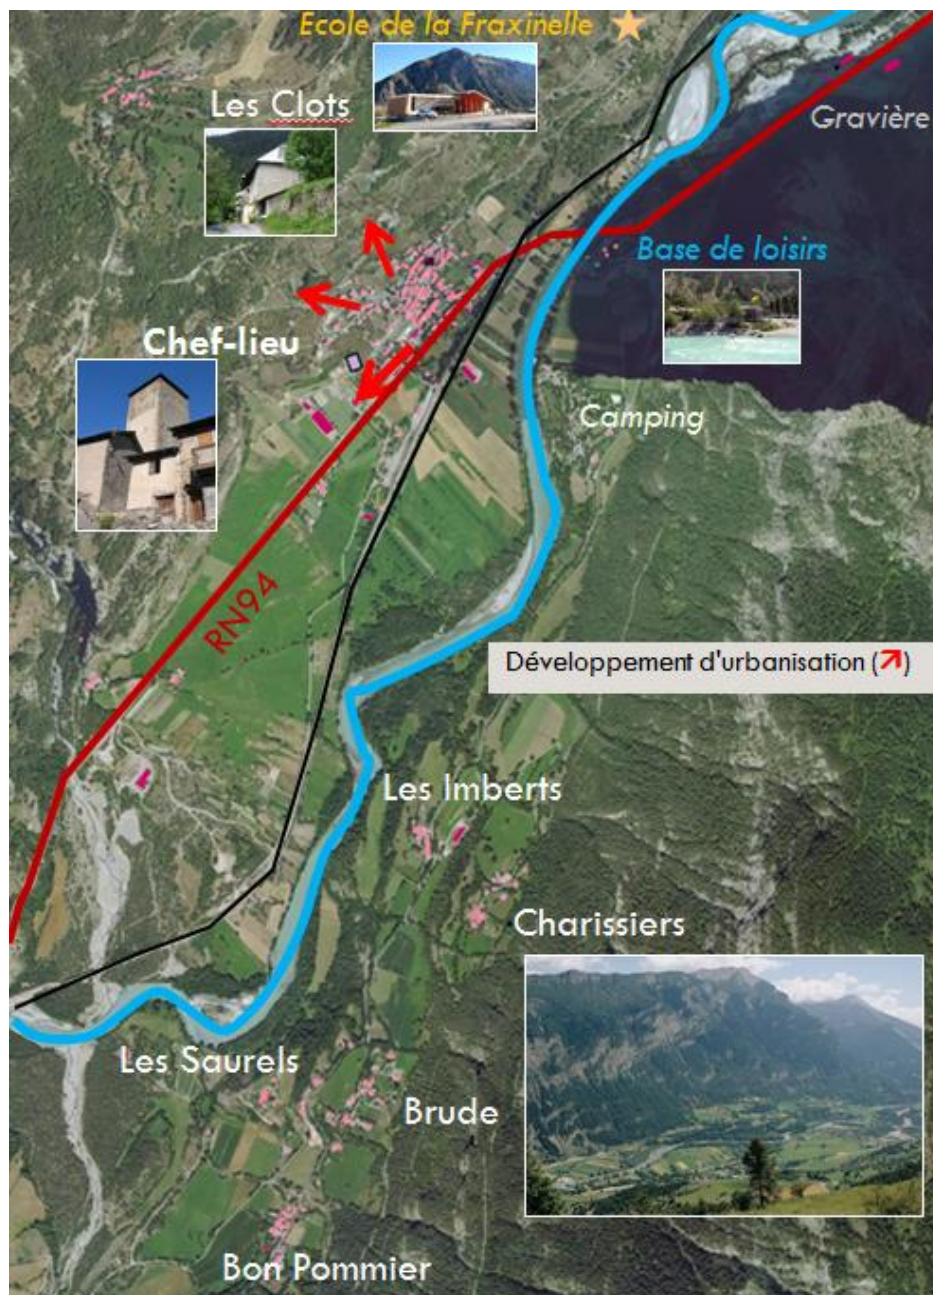 Ecole de la Fraxinelle
Les Clots
Gravière
Base de loisirs
Chef-lieu
Camping
RN94
Développement d'urbanisation (↗)
Les Imberts
Charissiers
Les Saurels
Brude
Bon Pommier